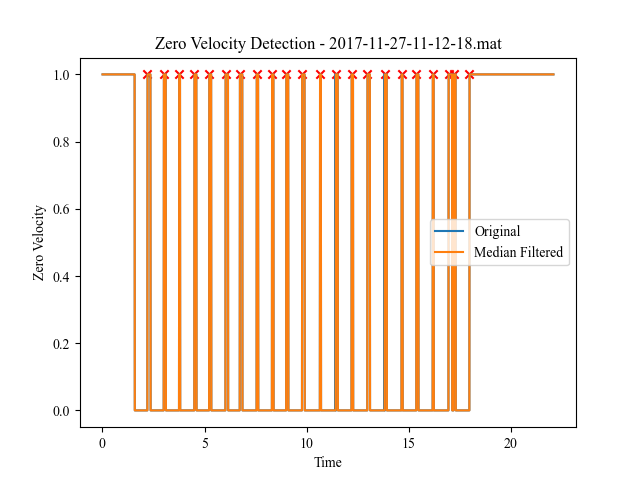 Zero Velocity Detection - 2017-11-27-11-12-18.mat
1.0
0.8
0.6
0.4
0.2
0.0
Zero Velocity
Original
Median Filtered
0 5 10 15 20
Time